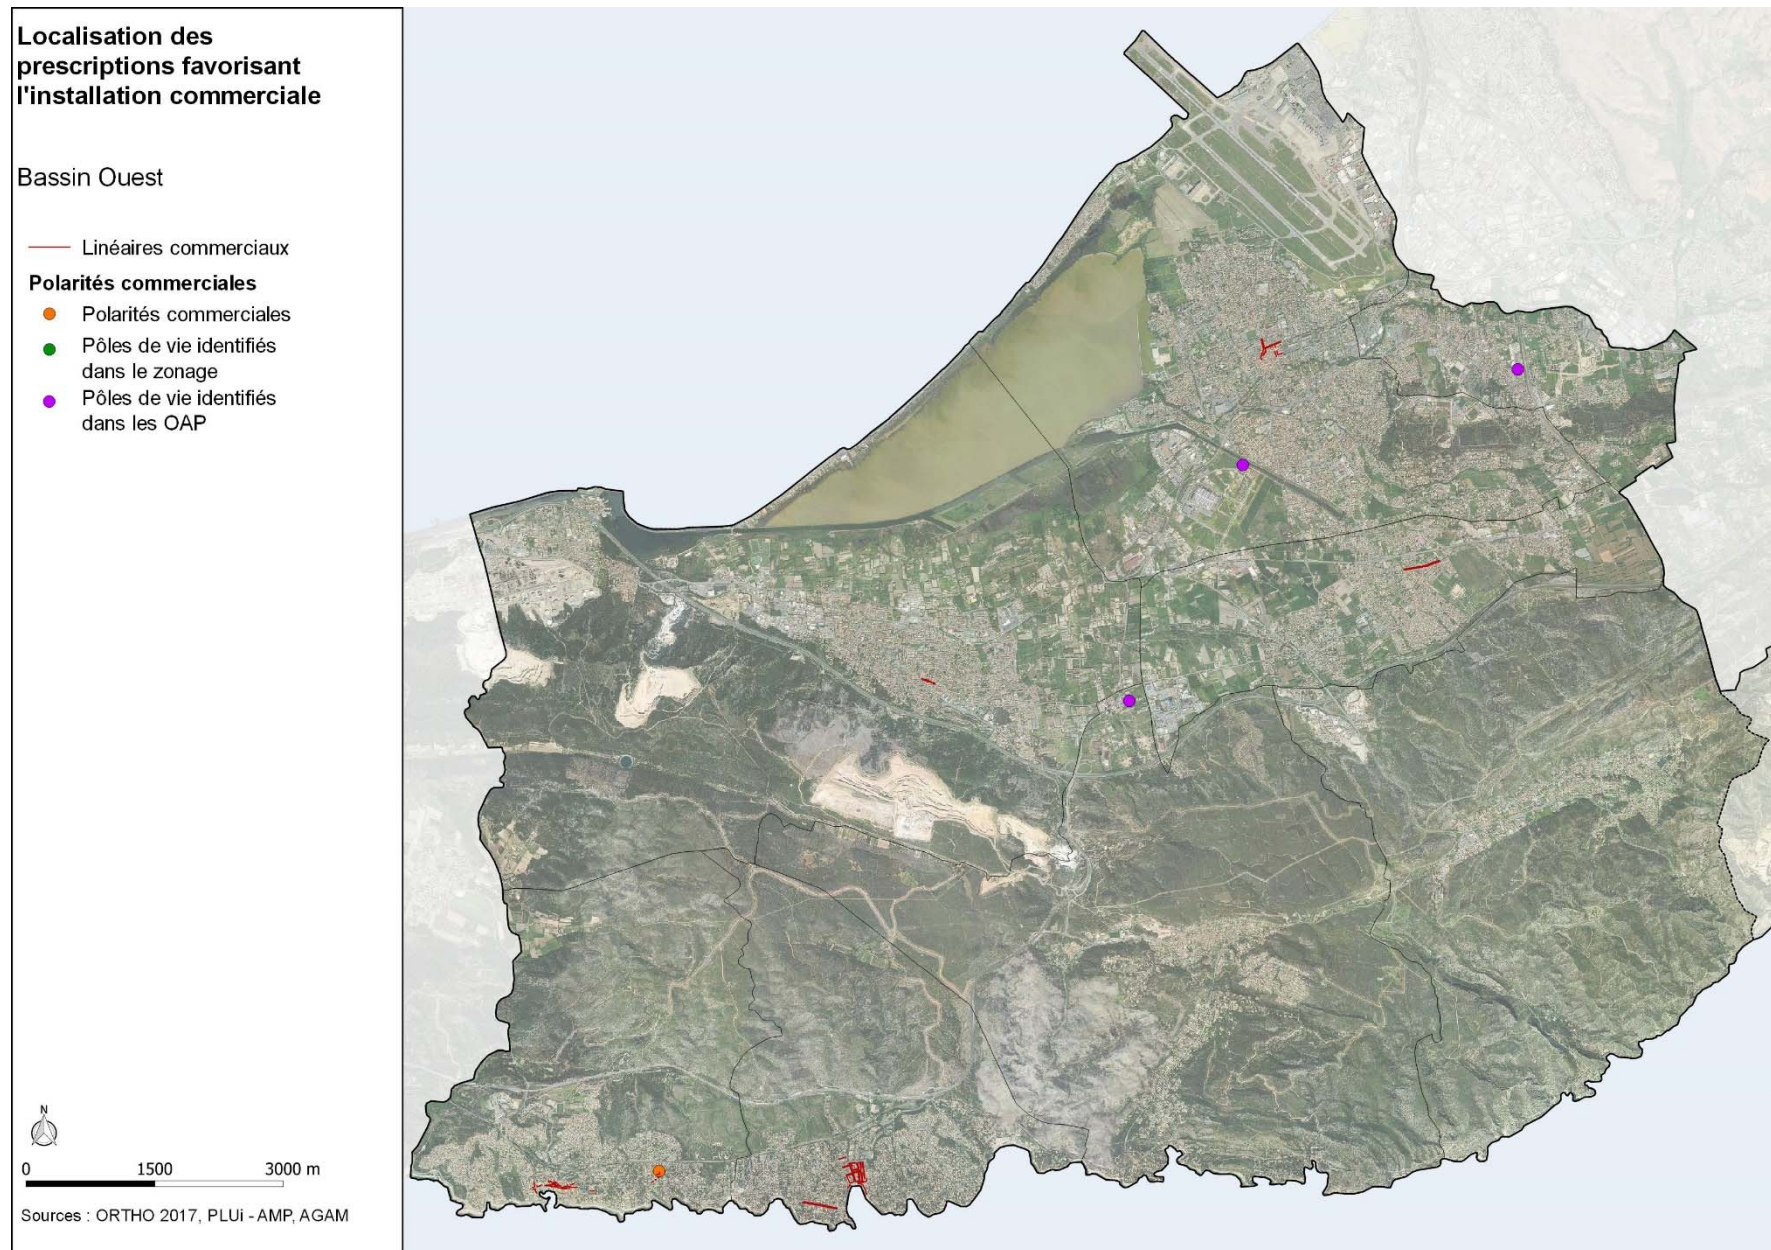 Localisation des
prescriptions favorisant
l'installation commerciale
Bassin Ouest
Linéaires commerciaux
Polarités commerciales
Polarités commerciales
Pôles de vie identifiés
dans le zonage
Pôles de vie identifiés
dans les OAP
N
0 1500 3000 m
Sources : ORTHO 2017, PLUi - AMP, AGAM